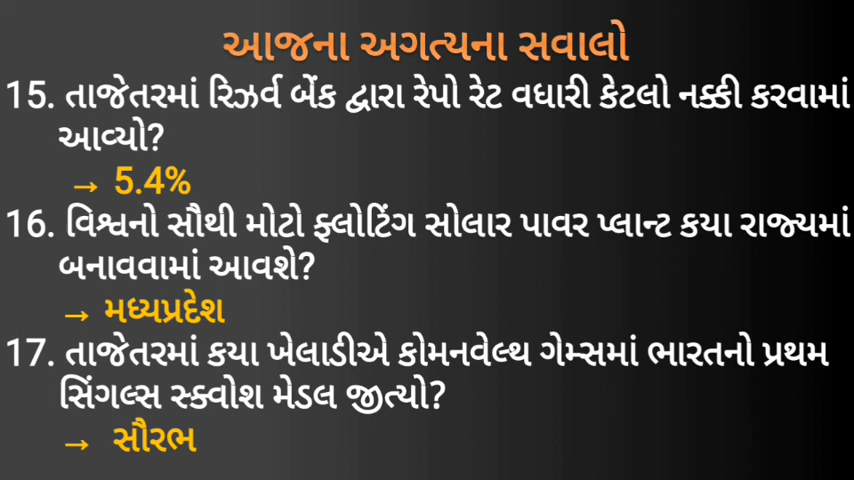 આજના અગત્યના સવાલો
15. તાજેતરમાં રિઝર્વ બેંક દ્વારા રેપો રેટ વધારી કેટલો નક્કી કરવામાં
આવ્યો?
→ 5.4%
16. વિશ્વનો સૌથી મોટો ફ્લોટિંગ સોલાર પાવર પ્લાન્ટ કયા રાજ્યમાં
બનાવવામાં આવશે?
→ મધ્યપ્રદેશ
17. તાજેતરમાં કયા ખેલાડીએ કોમનવેલ્થ ગેમ્સમાં ભારતનો પ્રથમ
સિંગલ્સ સ્ક્વોશ મેડલ જીત્યો?
→ સૌરભ